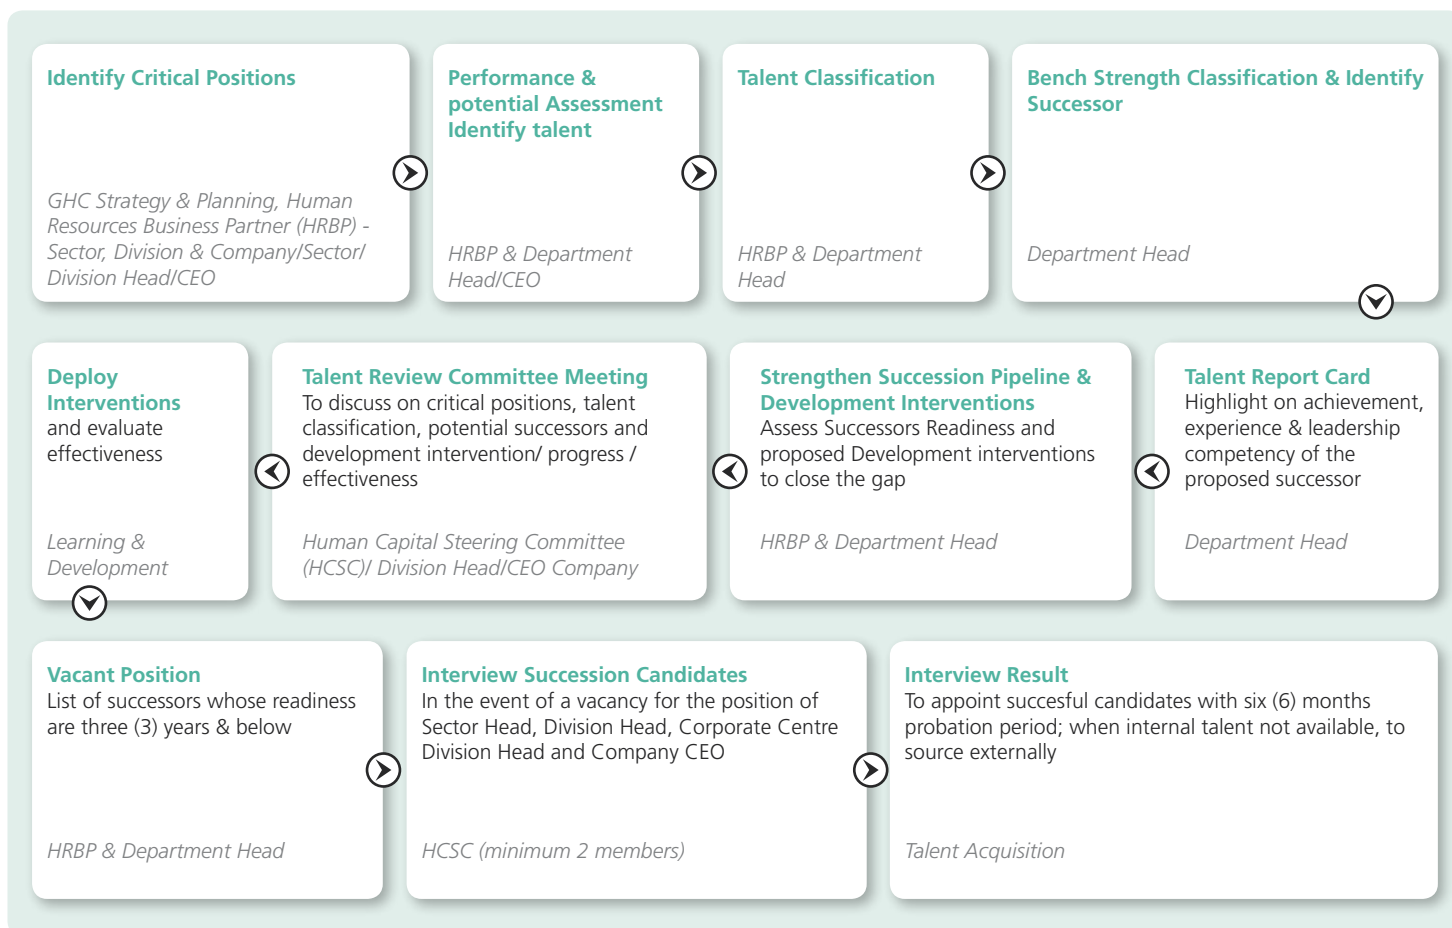 Identify Critical Positions
GHC Strategy & Planning, Human
Resources Business Partner (HRBP) -
Sector, Division & Company/Sector/
Division Head/CEO
Performance &
potential Assessment
Identify talent
HRBP & Department
Head/CEO
Talent Classification
HRBP & Department
Head
Bench Strength Classification & Identify
Successor
Department Head
Talent Report Card
Highlight on achievement,
experience & leadership
competency of the
proposed successor
Department Head
Strengthen Succession Pipeline &
Development Interventions
Assess Successors Readiness and
proposed Development interventions
to close the gap
HRBP & Department Head
Talent Review Committee Meeting
To discuss on critical positions, talent
classification, potential successors and
development intervention/ progress /
effectiveness
Human Capital Steering Committee
(HCSC)/ Division Head/CEO Company
Deploy
Interventions
and evaluate
effectiveness
Learning &
Development
Vacant Position
List of successors whose readiness
are three (3) years & below
HRBP & Department Head
Interview Succession Candidates
In the event of a vacancy for the position of
Sector Head, Division Head, Corporate Centre
Division Head and Company CEO
HCSC (minimum 2 members)
Interview Result
To appoint succesful candidates with six (6) months
probation period; when internal talent not available, to
source externally
Talent Acquisition